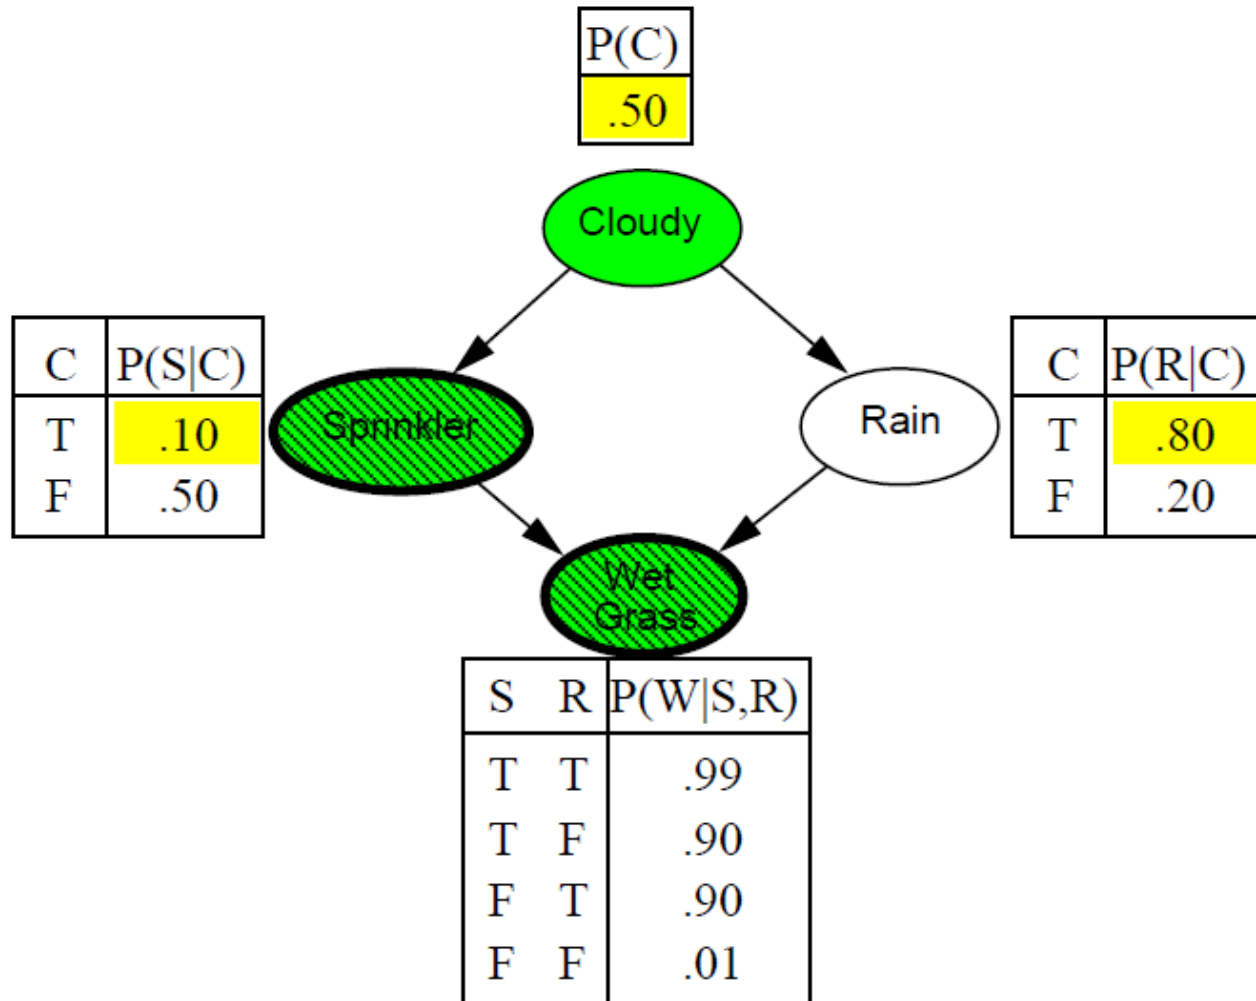 P(C)
.50
Cloudy
C P(S|C)
T .10
F .50
Sprinkler
Rain
C P(R|C)
T .80
F .20
Wet
Grass
S R P(W|S,R)
T T .99
T F .90
F T .90
F F .01